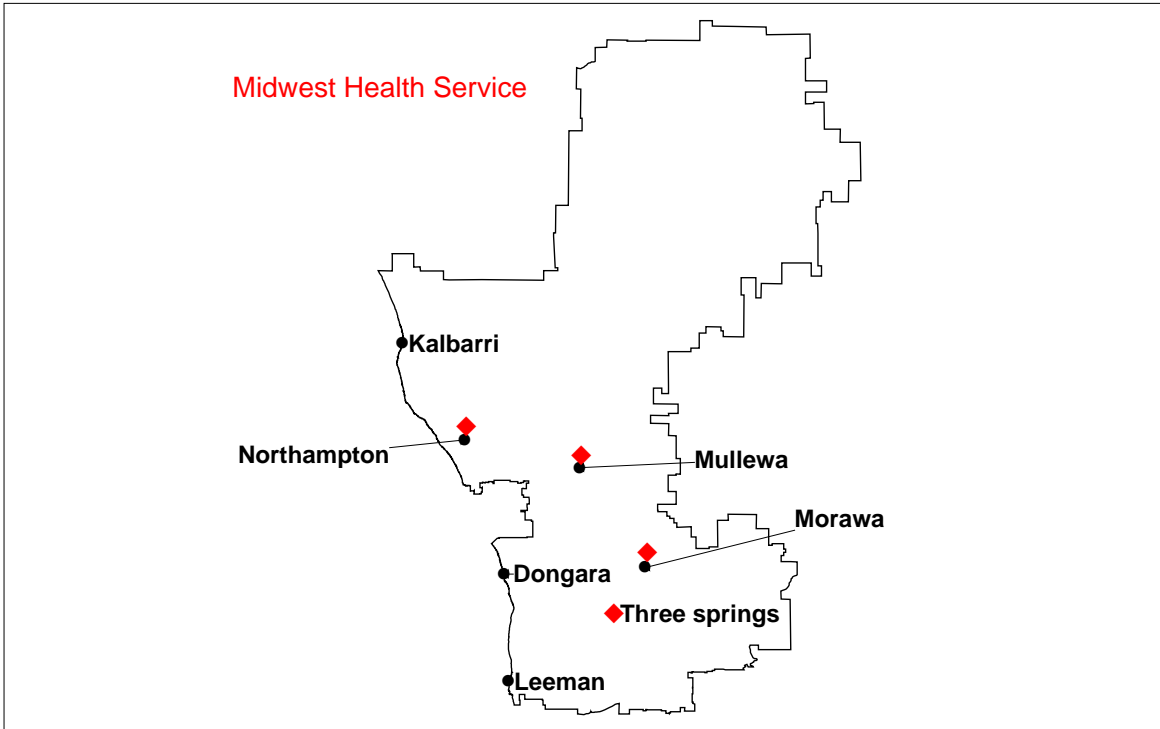 Midwest Health Service
Kalbarri
Northampton
Mullewa
Morawa
Dongara
Three springs
Leeman